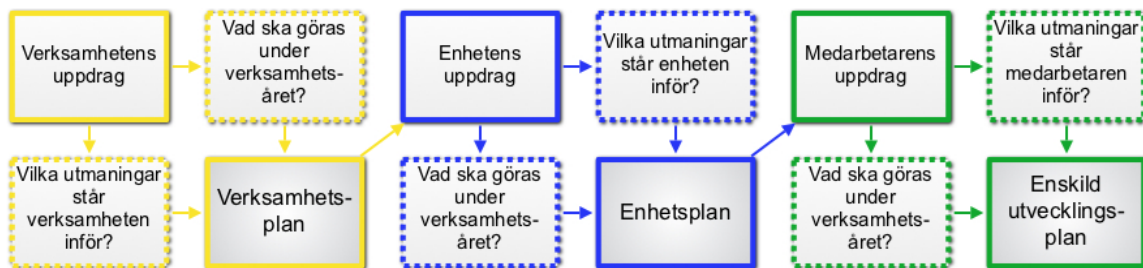 Verksamhetens
uppdrag
Vad ska göras
under
verksamhets-
året?
Enhetens
uppdrag
Vilka utmaningar
står enheten
inför?
Medarbetarens
uppdrag
Vilka utmaningar
står
medarbetaren
inför?
Vilka utmaningar
står
verksamheten
inför?
Verksamhets-
plan
Vad ska göras
under
verksamhets-
året?
Enhetsplan
Vad ska göras
under
verksamhets-
året?
Enskild
utvecklings-
plan